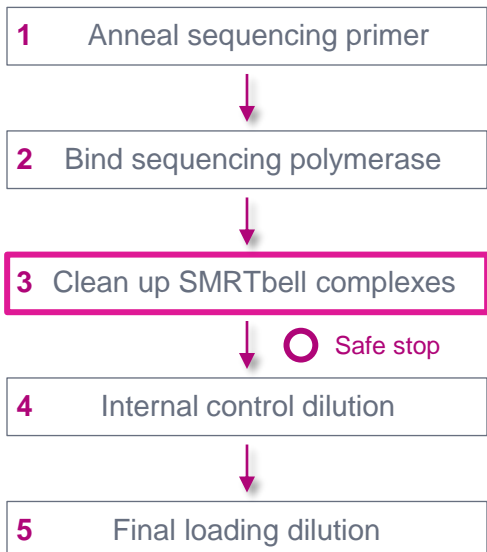 1 Anneal sequencing primer
2 Bind sequencing polymerase
3 Clean up SMRTbell complexes
Safe stop
4 Internal control dilution
5 Final loading dilution